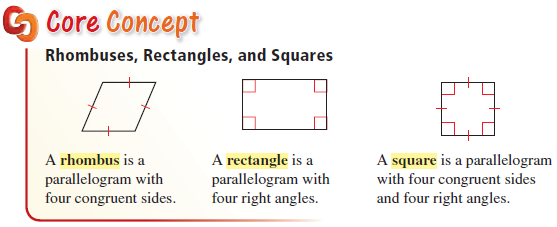 Core Concept
Rhombuses, Rectangles, and Squares
A rhombus is a
parallelogram with
four congruent sides.
A rectangle is a
parallelogram with
four right angles.
A square is a parallelogram
with four congruent sides
and four right angles.